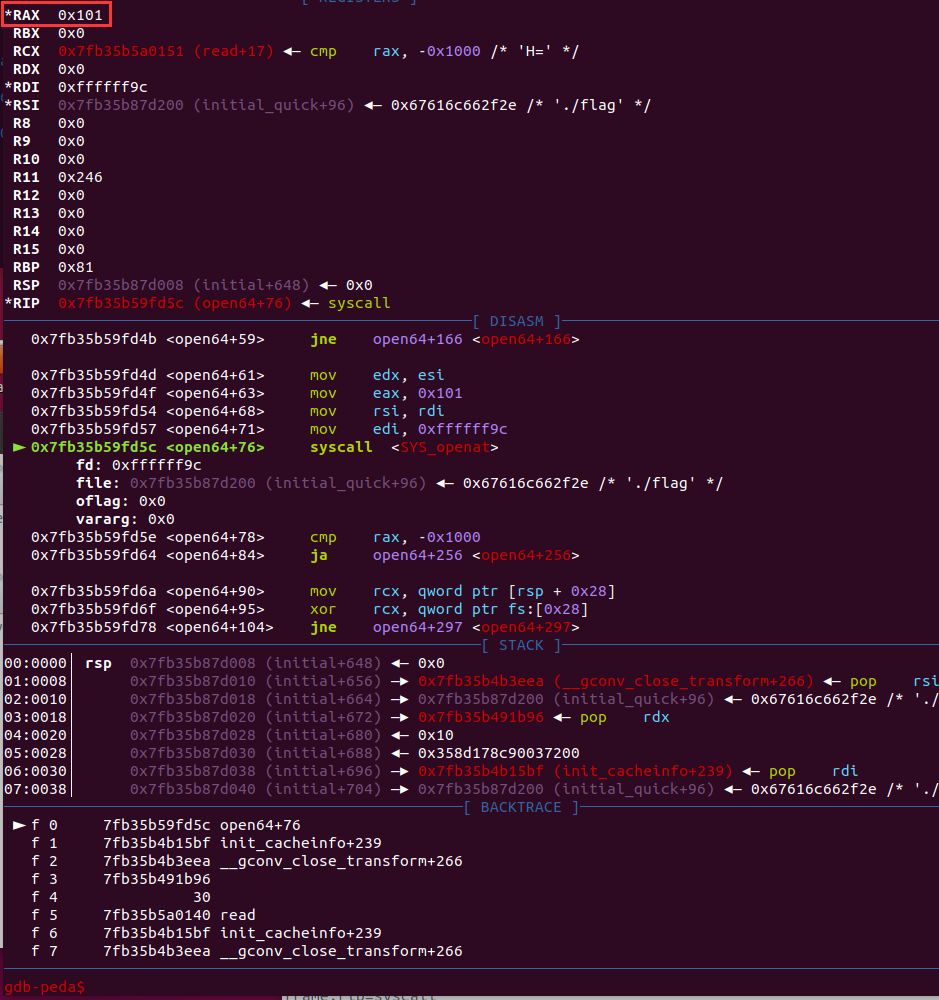 [ REGISTERS ]
*RAX  0x101
RBX  0x0
RCX  0x7fb35b5a0151 (read+17) ◂— cmp    rax, -0x1000 /* 'H=' */
RDX  0x0
*RDI  0xffffff9c
*RSI  0x7fb35b87d200 (initial_quick+96) ◂— 0x67616c662f2e /* './flag' */
R8   0x0
R9   0x0
R10  0x0
R11  0x246
R12  0x0
R13  0x0
R14  0x0
R15  0x0
RBP  0x81
RSP  0x7fb35b87d008 (initial+648) ◂— 0x0
*RIP  0x7fb35b59fd5c (open64+76) ◂— syscall
[ DISASM ]
0x7fb35b59fd4b <open64+59>     jne    open64+166 <open64+166>
0x7fb35b59fd4d <open64+61>     mov    edx, esi
0x7fb35b59fd4f <open64+63>     mov    eax, 0x101
0x7fb35b59fd54 <open64+68>     mov    rsi, rdi
0x7fb35b59fd57 <open64+71>     mov    edi, 0xffffff9c
► 0x7fb35b59fd5c <open64+76>     syscall  <SYS_openat>
fd: 0xffffff9c
file: 0x7fb35b87d200 (initial_quick+96) ◂— 0x67616c662f2e /* './flag' */
oflag: 0x0
vararg: 0x0
0x7fb35b59fd5e <open64+78>     cmp    rax, -0x1000
0x7fb35b59fd64 <open64+84>     ja     open64+256 <open64+256>
0x7fb35b59fd6a <open64+90>     mov    rcx, qword ptr [rsp + 0x28]
0x7fb35b59fd6f <open64+95>     xor    rcx, qword ptr fs:[0x28]
0x7fb35b59fd78 <open64+104>    jne    open64+297 <open64+297>
[ STACK ]
00:0000│ rsp  0x7fb35b87d008 (initial+648) ◂— 0x0
01:0008│      0x7fb35b87d010 (initial+656) —▸ 0x7fb35b4b3eea (__gconv_close_transform+266) ◂— pop    rsi
02:0010│      0x7fb35b87d018 (initial+664) —▸ 0x7fb35b87d200 (initial_quick+96) ◂— 0x67616c662f2e /* './
03:0018│      0x7fb35b87d020 (initial+672) —▸ 0x7fb35b491b96 ◂— pop    rdx
04:0020│      0x7fb35b87d028 (initial+680) ◂— 0x10
05:0028│      0x7fb35b87d030 (initial+688) ◂— 0x358d178c90037200
06:0030│      0x7fb35b87d038 (initial+696) —▸ 0x7fb35b4b15bf (init_cacheinfo+239) ◂— pop    rdi
07:0038│      0x7fb35b87d040 (initial+704) —▸ 0x7fb35b87d200 (initial_quick+96) ◂— 0x67616c662f2e /* './
[ BACKTRACE ]
► f 0     7fb35b59fd5c open64+76
f 1     7fb35b4b15bf init_cacheinfo+239
f 2     7fb35b4b3eea __gconv_close_transform+266
f 3     7fb35b491b96
f 4               30
f 5     7fb35b5a0140 read
f 6     7fb35b4b15bf init_cacheinfo+239
f 7     7fb35b4b3eea __gconv_close_transform+266
gdb-peda$
frame.rip=syscall